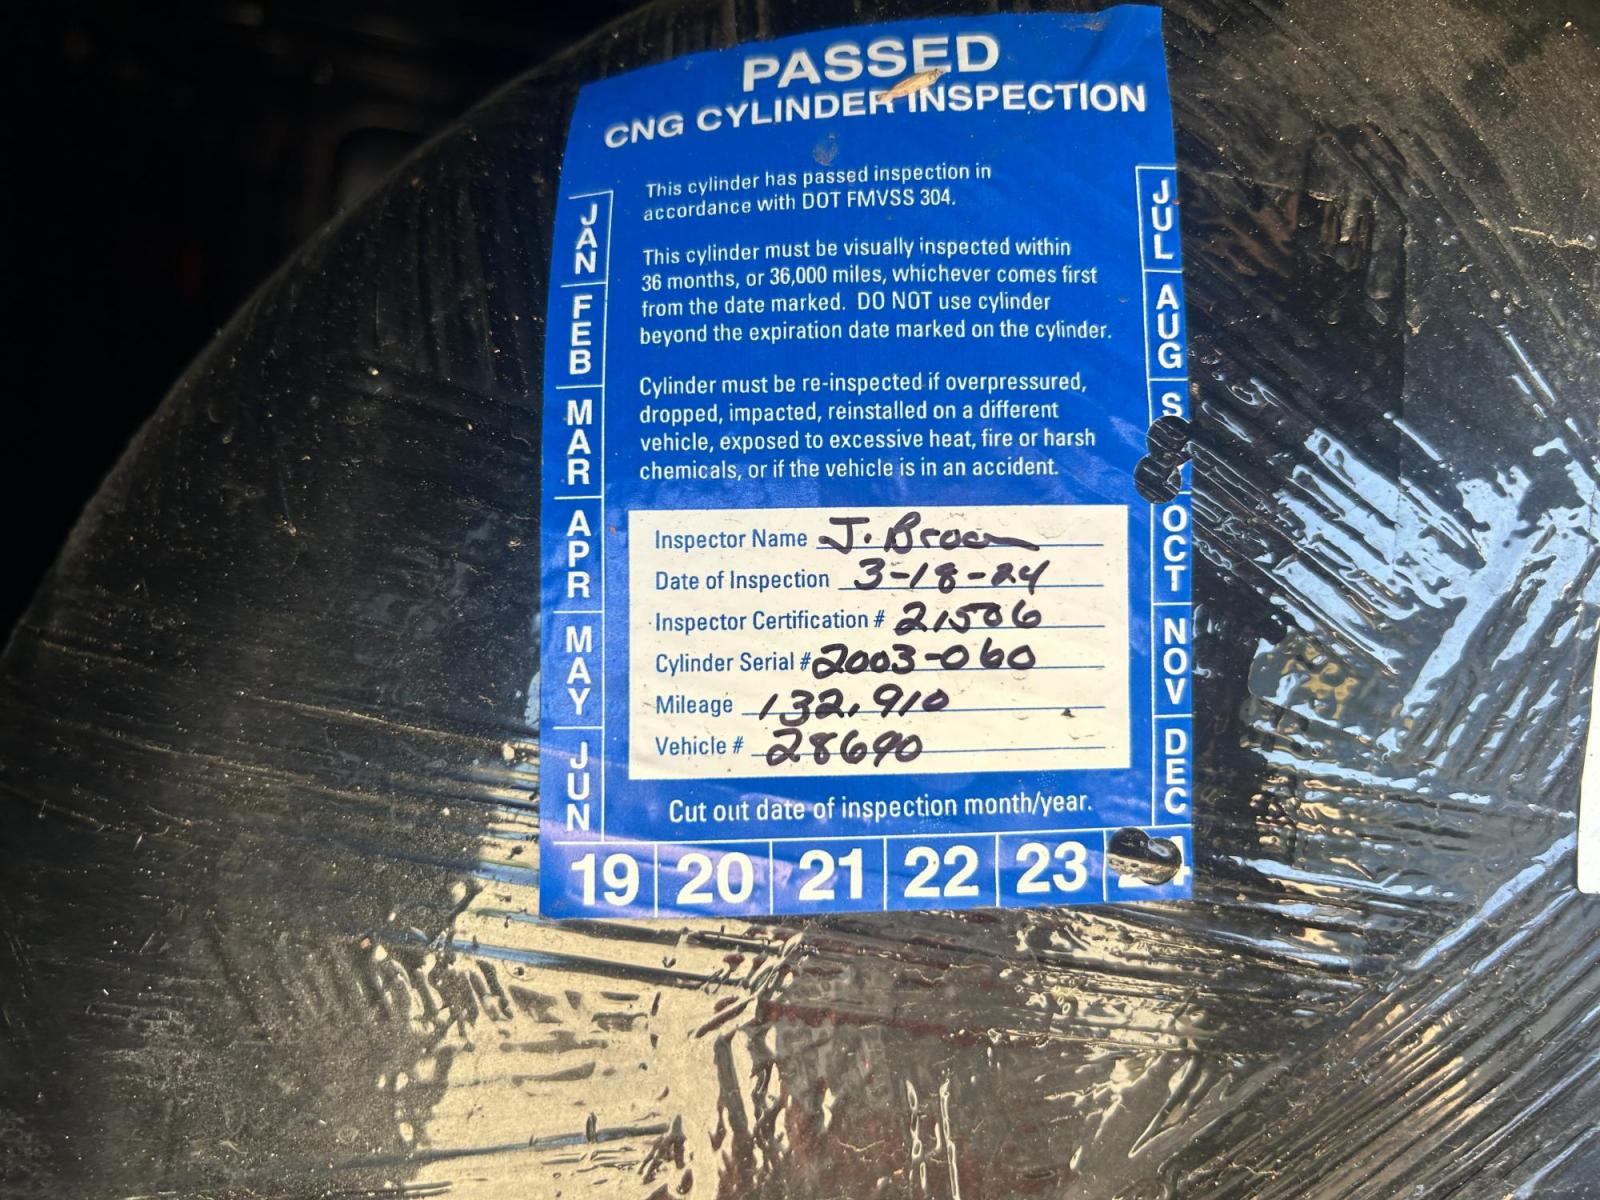 PASSED
CNG CYLINDER INSPECTION
This cylinder has passed inspection in
accordance with DOT FMVSS 304.
This cylinder must be visually inspected within
36 months, or 36,000 miles, whichever comes first
from the date marked. DO NOT use cylinder
beyond the expiration date marked on the cylinder.
Cylinder must be re-inspected if overpressured,
dropped, impacted, reinstalled on a different
vehicle, exposed to excessive heat, fire or harsh
chemicals, or if the vehicle is in an accident.
JAN
FEB
MAR
APR
MAY
JUN
Inspector Name J.
Date of Inspection 3-18-24
Inspector Certification # 21506
Cylinder Serial # 2003-060
Mileage 132,910
Vehicle # 28690
JUL
AUG
OCT
NOV
DEC
Cut out date of inspection month/year.
19 20 21 22 23